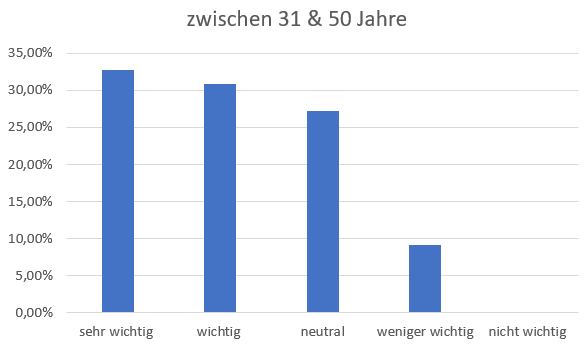 zwischen 31 & 50 Jahre
35,00%
30,00%
25,00%
20,00%
15,00%
10,00%
5,00%
0,00%
sehr wichtig
wichtig
neutral
weniger wichtig
nicht wichtig